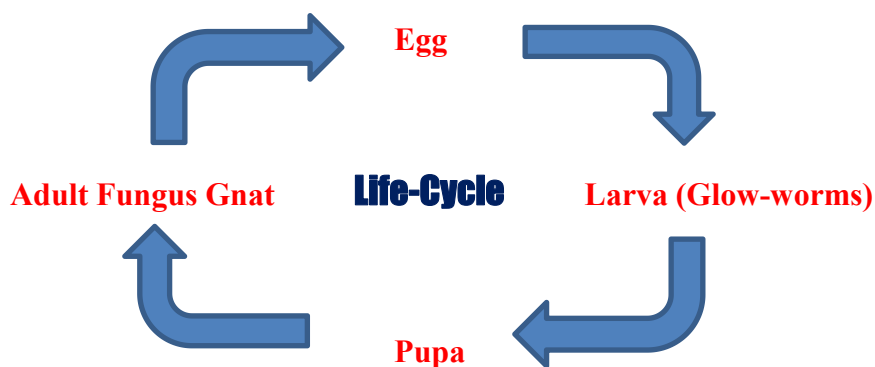 Egg
Adult Fungus Gnat
Life-Cycle
Larva (Glow-worms)
Pupa